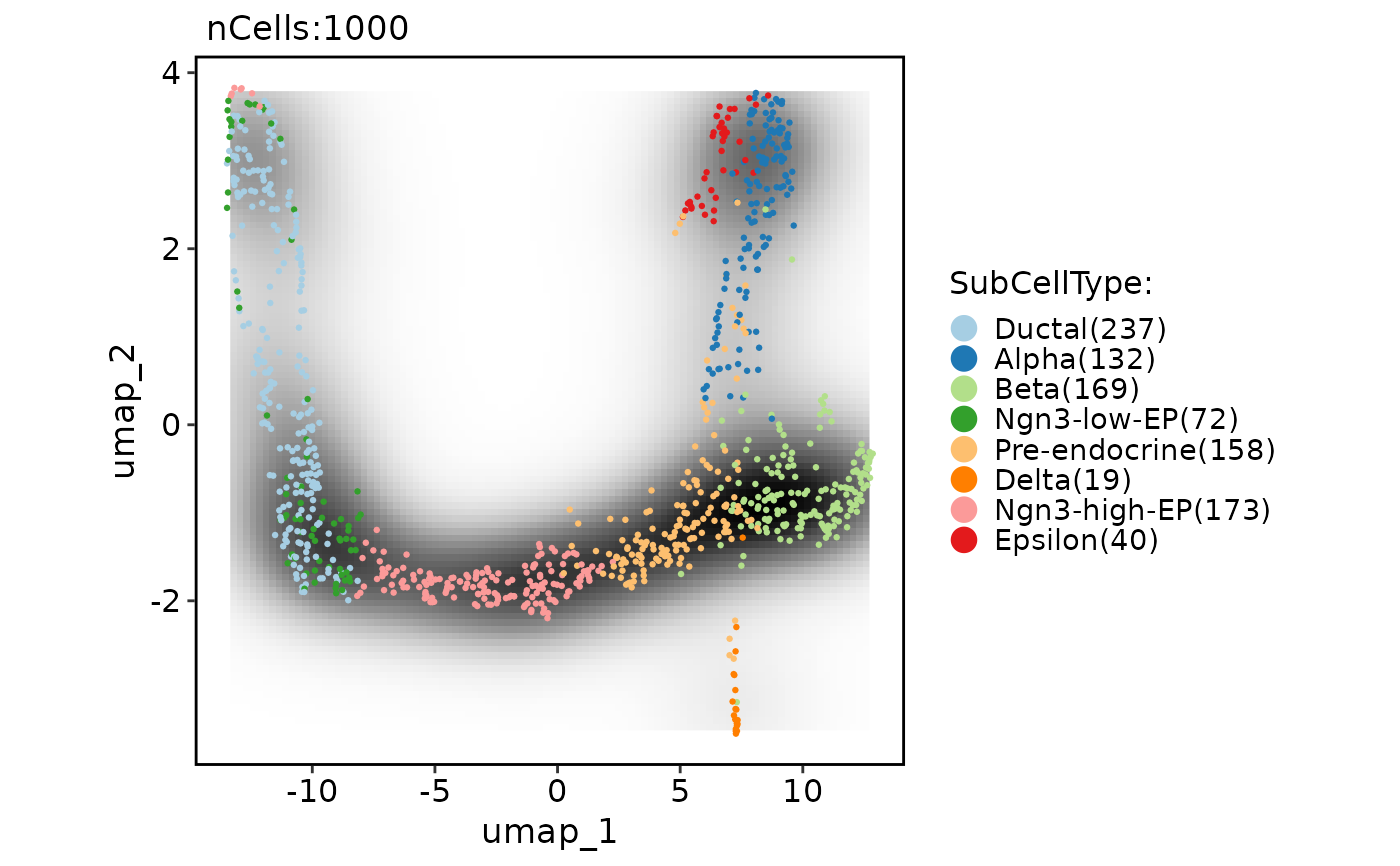 nCells:1000
4
2
0
-2
umap_2
-10 -5 0 5 10
umap_1
SubCellType:
Ductal(237)
Alpha(132)
Beta(169)
Ngn3-low-EP(72)
Pre-endocrine(158)
Delta(19)
Ngn3-high-EP(173)
Epsilon(40)